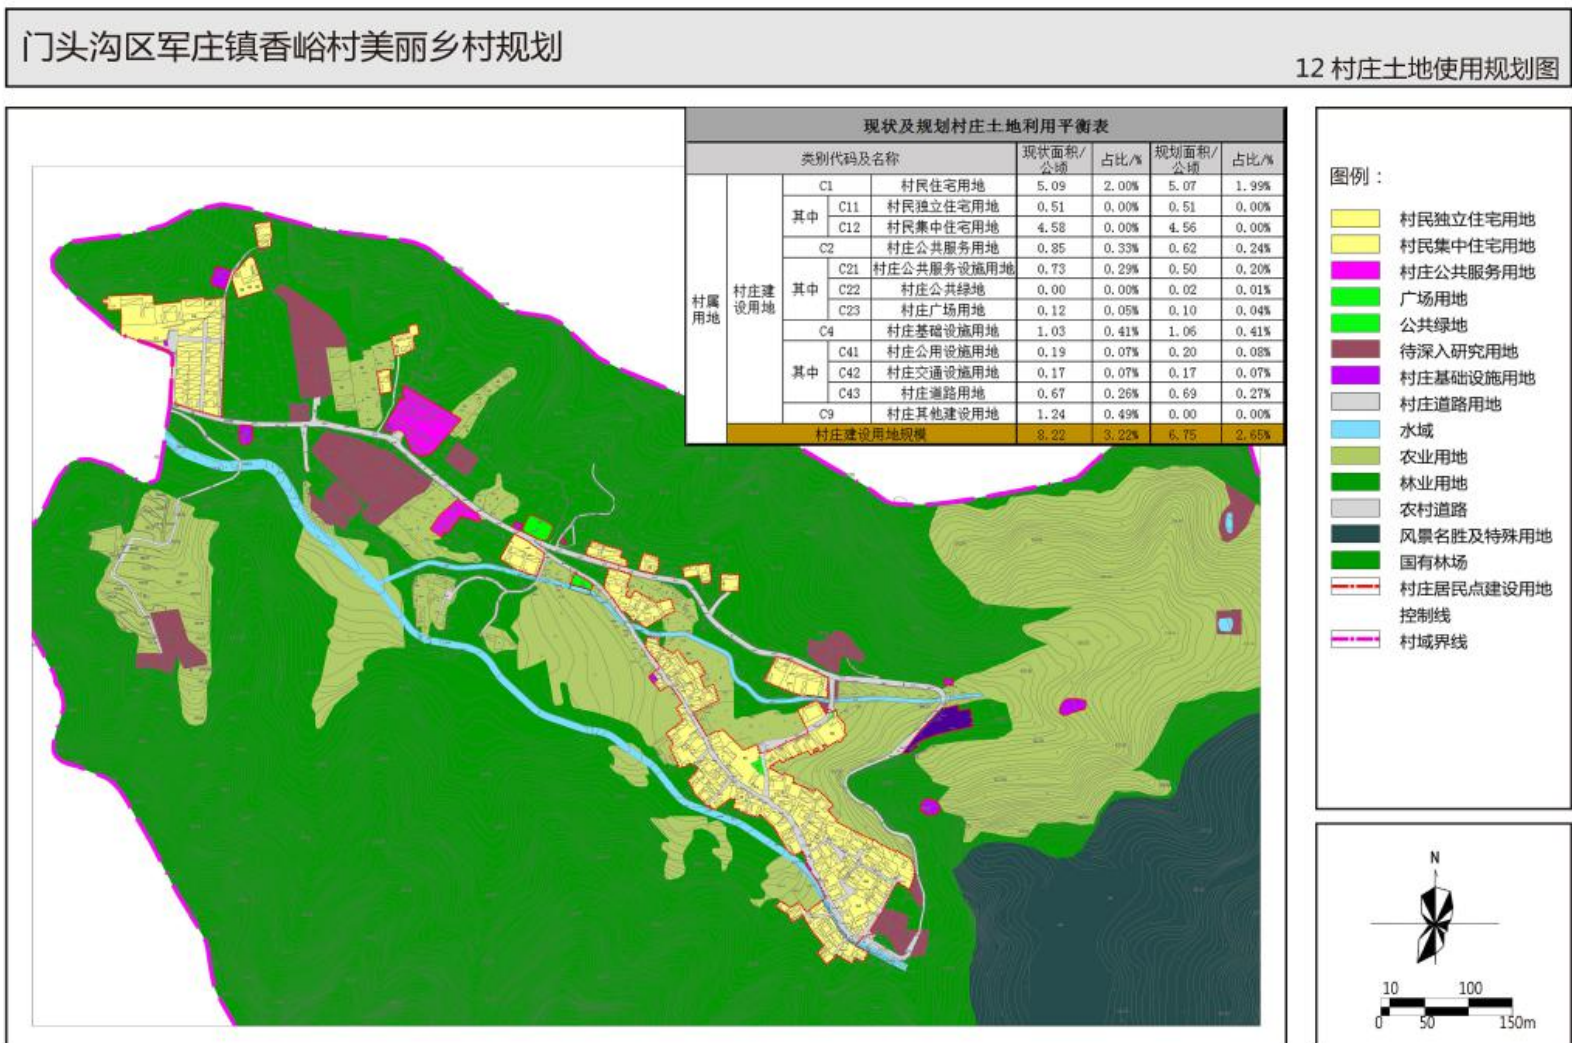 门头沟区军庄镇香峪村美丽乡村规划
12 村庄土地使用规划图
现状及规划村庄土地利用平衡表
类别代码及名称 现状面积/公顷 占比/% 规划面积/公顷 占比/%
村属用地 村庄建设用地
C1 村民住宅用地 5.09 2.00% 5.07 1.99%
其中 C11 村民独立住宅用地 0.51 0.00% 0.51 0.00%
C12 村民集中住宅用地 4.58 0.00% 4.56 0.00%
C2 村庄公共服务用地 0.85 0.33% 0.62 0.24%
其中 C21 村庄公共服务设施用地 0.73 0.29% 0.50 0.20%
C22 村庄公共绿地 0.00 0.00% 0.02 0.01%
C23 村庄广场用地 0.12 0.05% 0.10 0.04%
C4 村庄基础设施用地 1.03 0.41% 1.06 0.41%
其中 C41 村庄公用设施用地 0.19 0.07% 0.20 0.08%
C42 村庄交通设施用地 0.17 0.07% 0.17 0.07%
C43 村庄道路用地 0.67 0.26% 0.69 0.27%
C9 村庄其他建设用地 1.24 0.49% 0.00 0.00%
村庄建设用地规模 8.22 3.22% 6.75 2.65%
图例：
村民独立住宅用地
村民集中住宅用地
村庄公共服务用地
广场用地
公共绿地
待深入研究用地
村庄基础设施用地
村庄道路用地
水域
农业用地
林业用地
农村道路
风景名胜及特殊用地
国有林场
村庄居民点建设用地
控制线
村域界线
N
10 100
0 50 150m